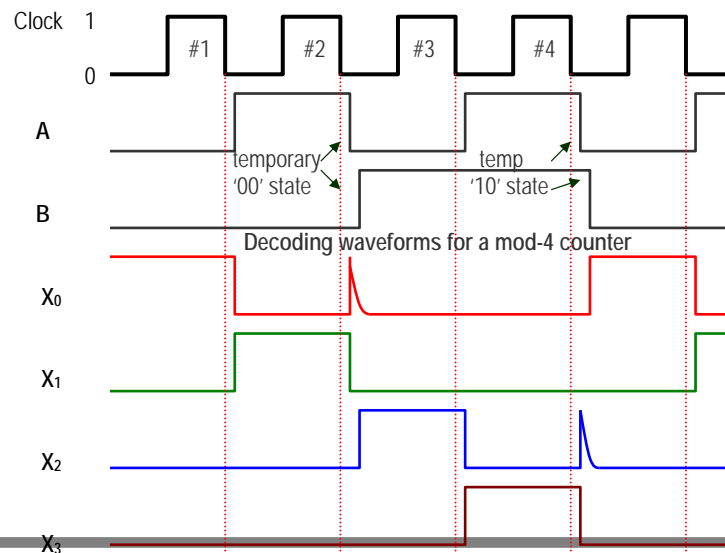 Clock 1
#1 #2 #3 #4
0
A
temporary temp
‘00’ state ‘10’ state
B
Decoding waveforms for a mod-4 counter
X0
X1
X2
X3